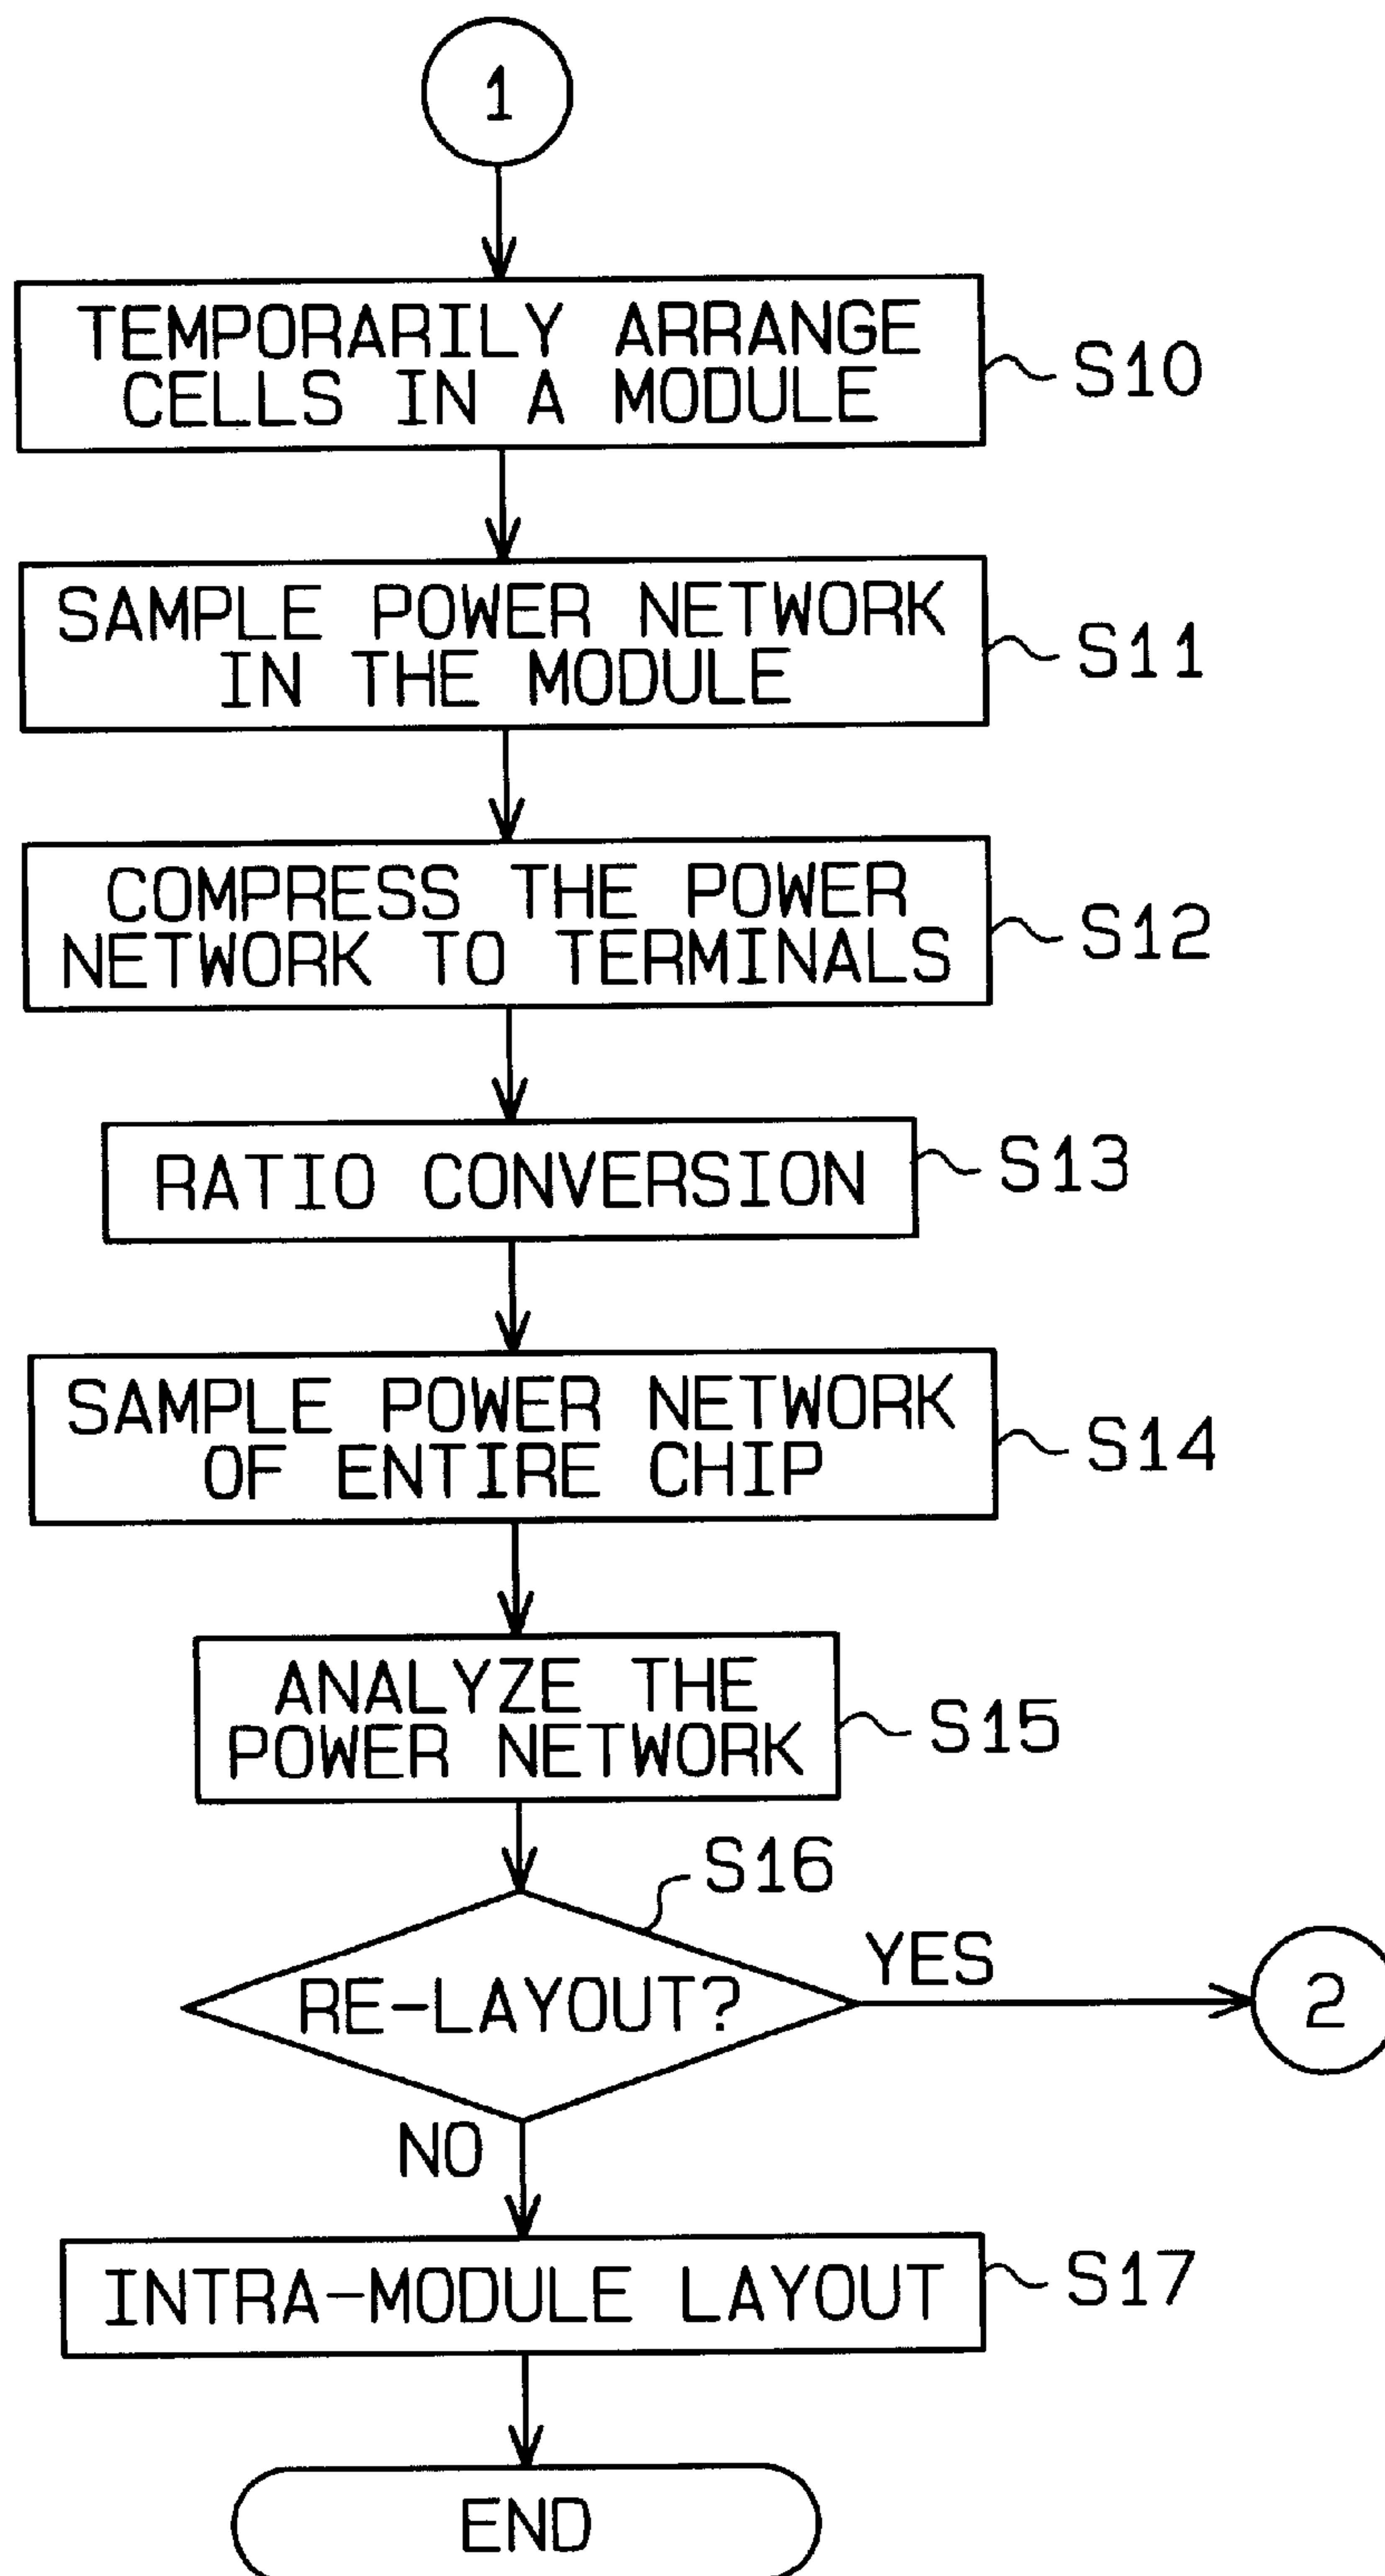 1
TEMPORARILY ARRANGE
CELLS IN A MODULE
S10
SAMPLE POWER NETWORK
IN THE MODULE
S11
COMPRESS THE POWER
NETWORK TO TERMINALS
S12
RATIO CONVERSION
S13
SAMPLE POWER NETWORK
OF ENTIRE CHIP
S14
ANALYZE THE
POWER NETWORK
S15
S16
RE-LAYOUT?
YES
2
NO
INTRA-MODULE LAYOUT
S17
END